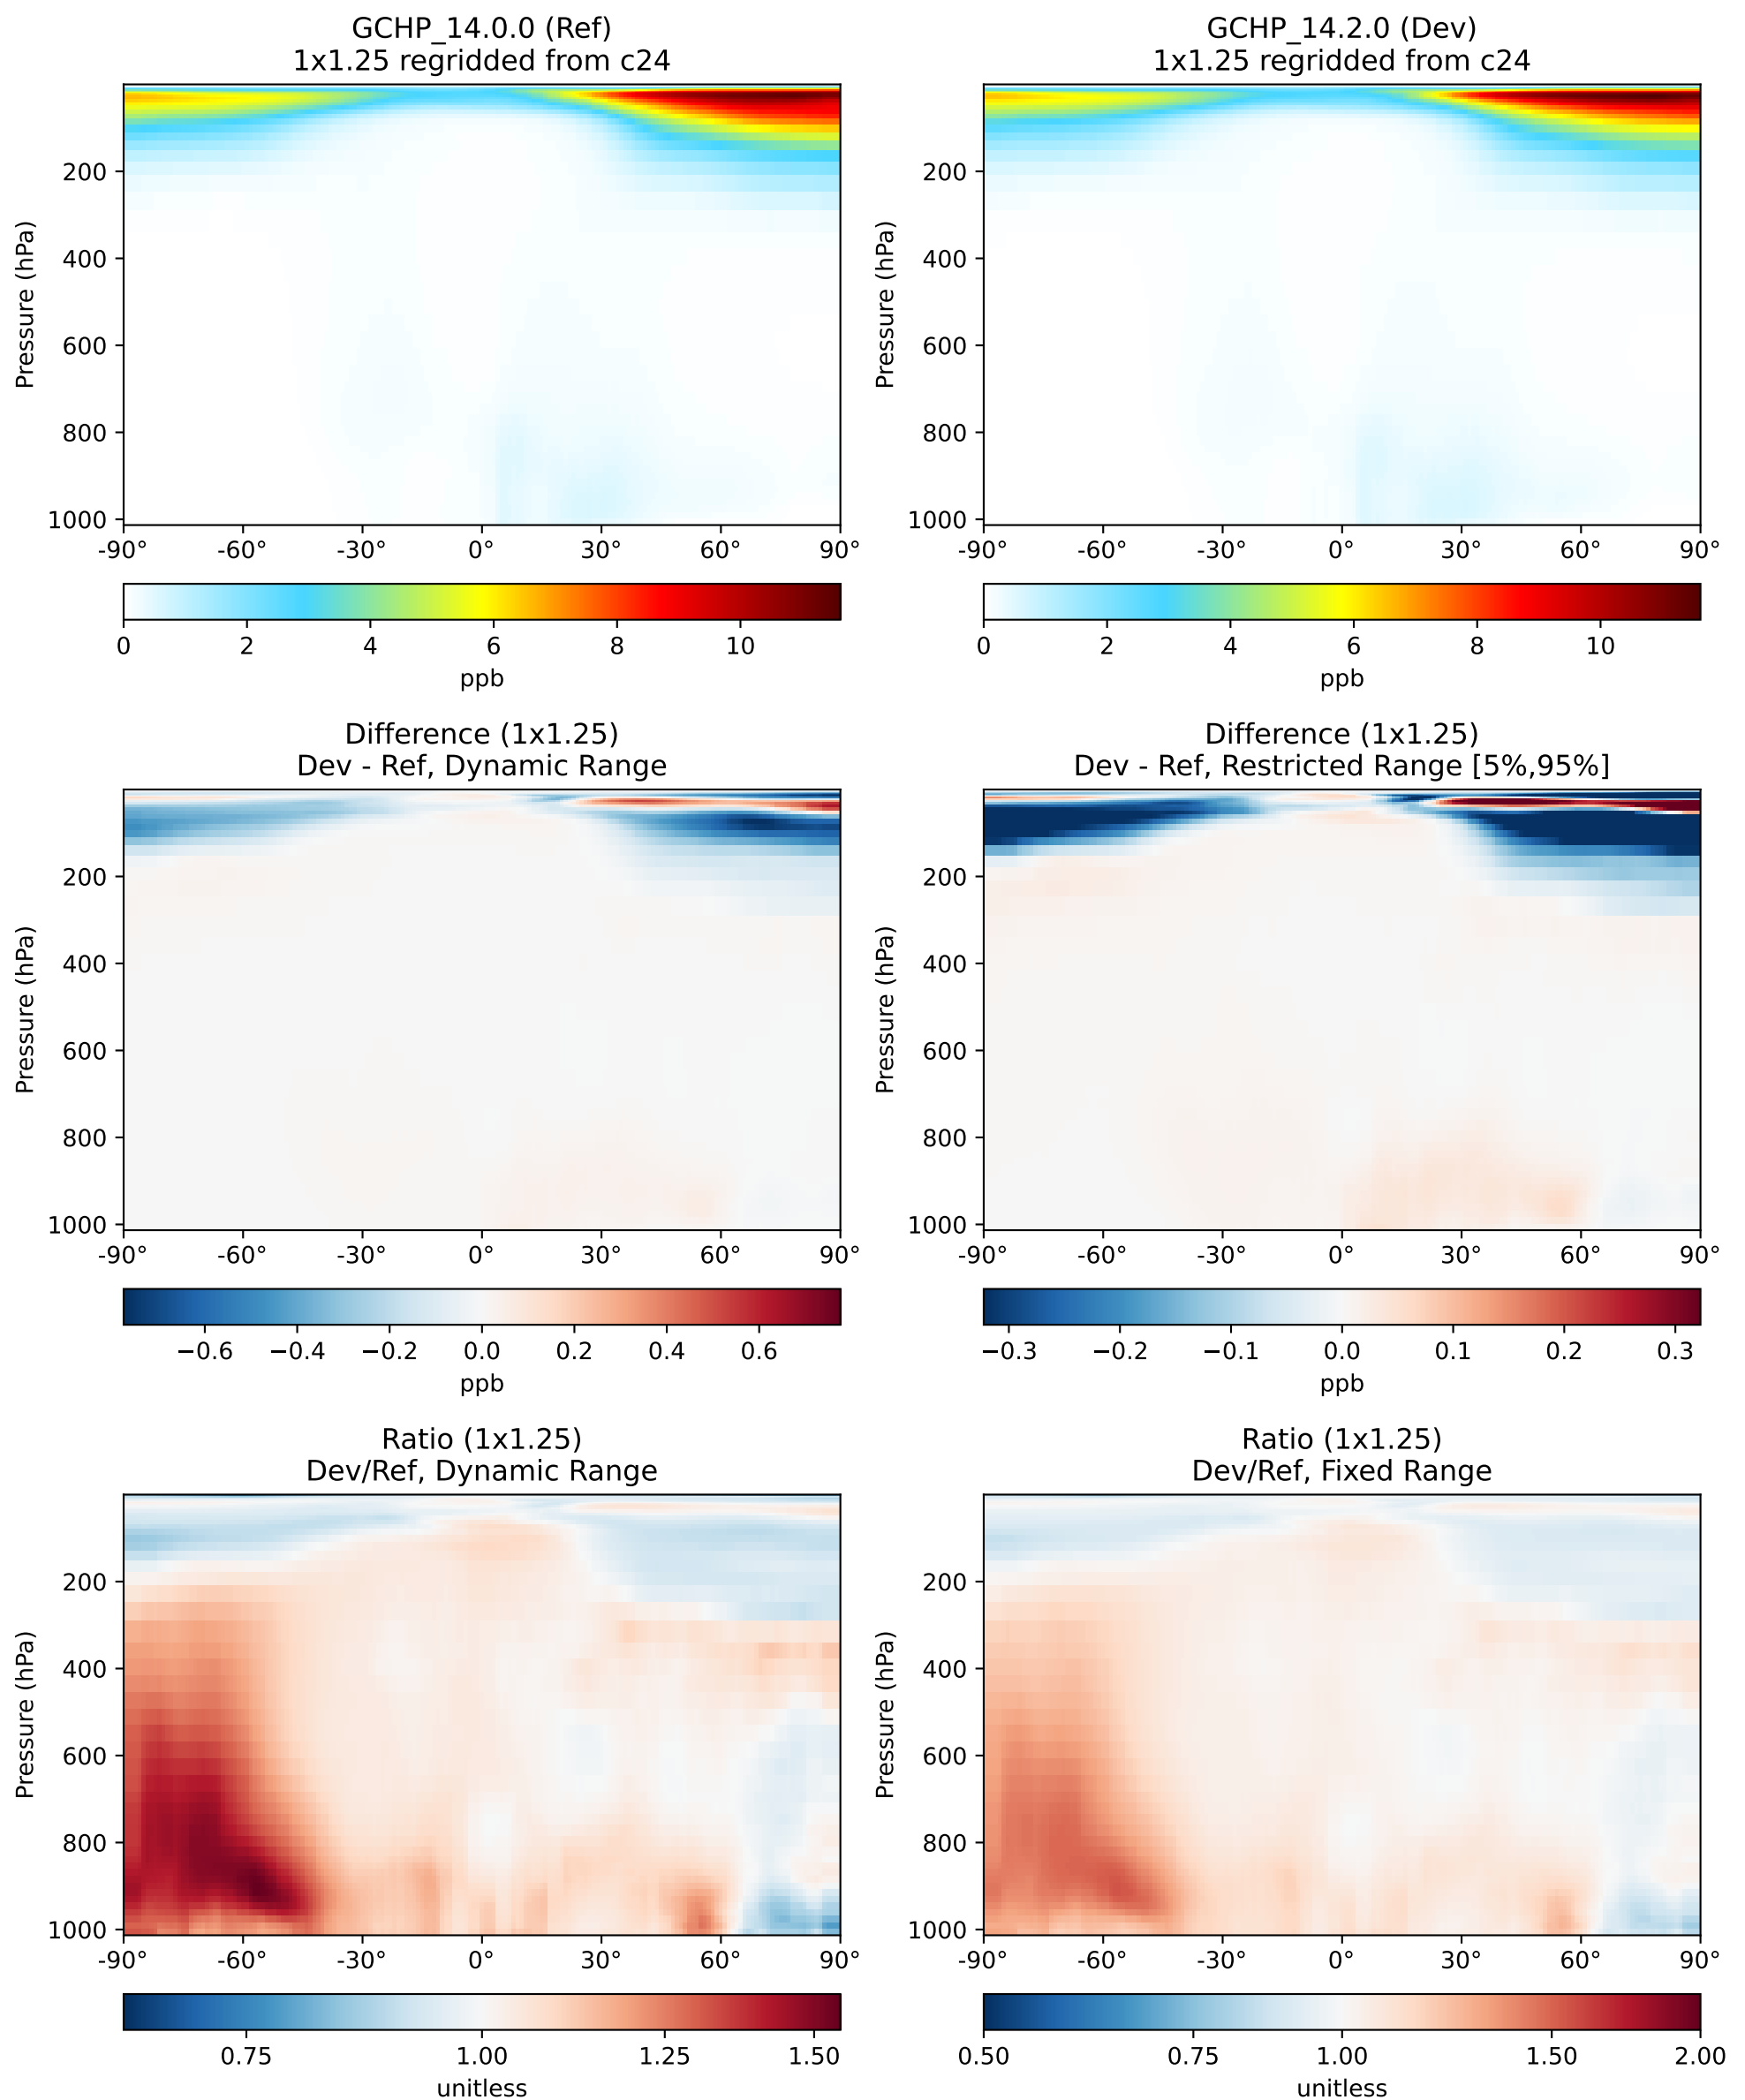 GCHP_14.0.0 (Ref)
1x1.25 regridded from c24
Pressure (hPa)
200
400
600
800
1000
-90° -60° -30° 0° 30° 60° 90°
0 2 4 6 8 10
ppb
GCHP_14.2.0 (Dev)
1x1.25 regridded from c24
Pressure (hPa)
200
400
600
800
1000
-90° -60° -30° 0° 30° 60° 90°
0 2 4 6 8 10
ppb
Difference (1x1.25)
Dev - Ref, Dynamic Range
Pressure (hPa)
200
400
600
800
1000
-90° -60° -30° 0° 30° 60° 90°
−0.6 −0.4 −0.2 0.0 0.2 0.4 0.6
ppb
Difference (1x1.25)
Dev - Ref, Restricted Range [5%,95%]
Pressure (hPa)
200
400
600
800
1000
-90° -60° -30° 0° 30° 60° 90°
−0.3 −0.2 −0.1 0.0 0.1 0.2 0.3
ppb
Ratio (1x1.25)
Dev/Ref, Dynamic Range
Pressure (hPa)
200
400
600
800
1000
-90° -60° -30° 0° 30° 60° 90°
0.75 1.00 1.25 1.50
unitless
Ratio (1x1.25)
Dev/Ref, Fixed Range
Pressure (hPa)
200
400
600
800
1000
-90° -60° -30° 0° 30° 60° 90°
0.50 0.75 1.00 1.50 2.00
unitless